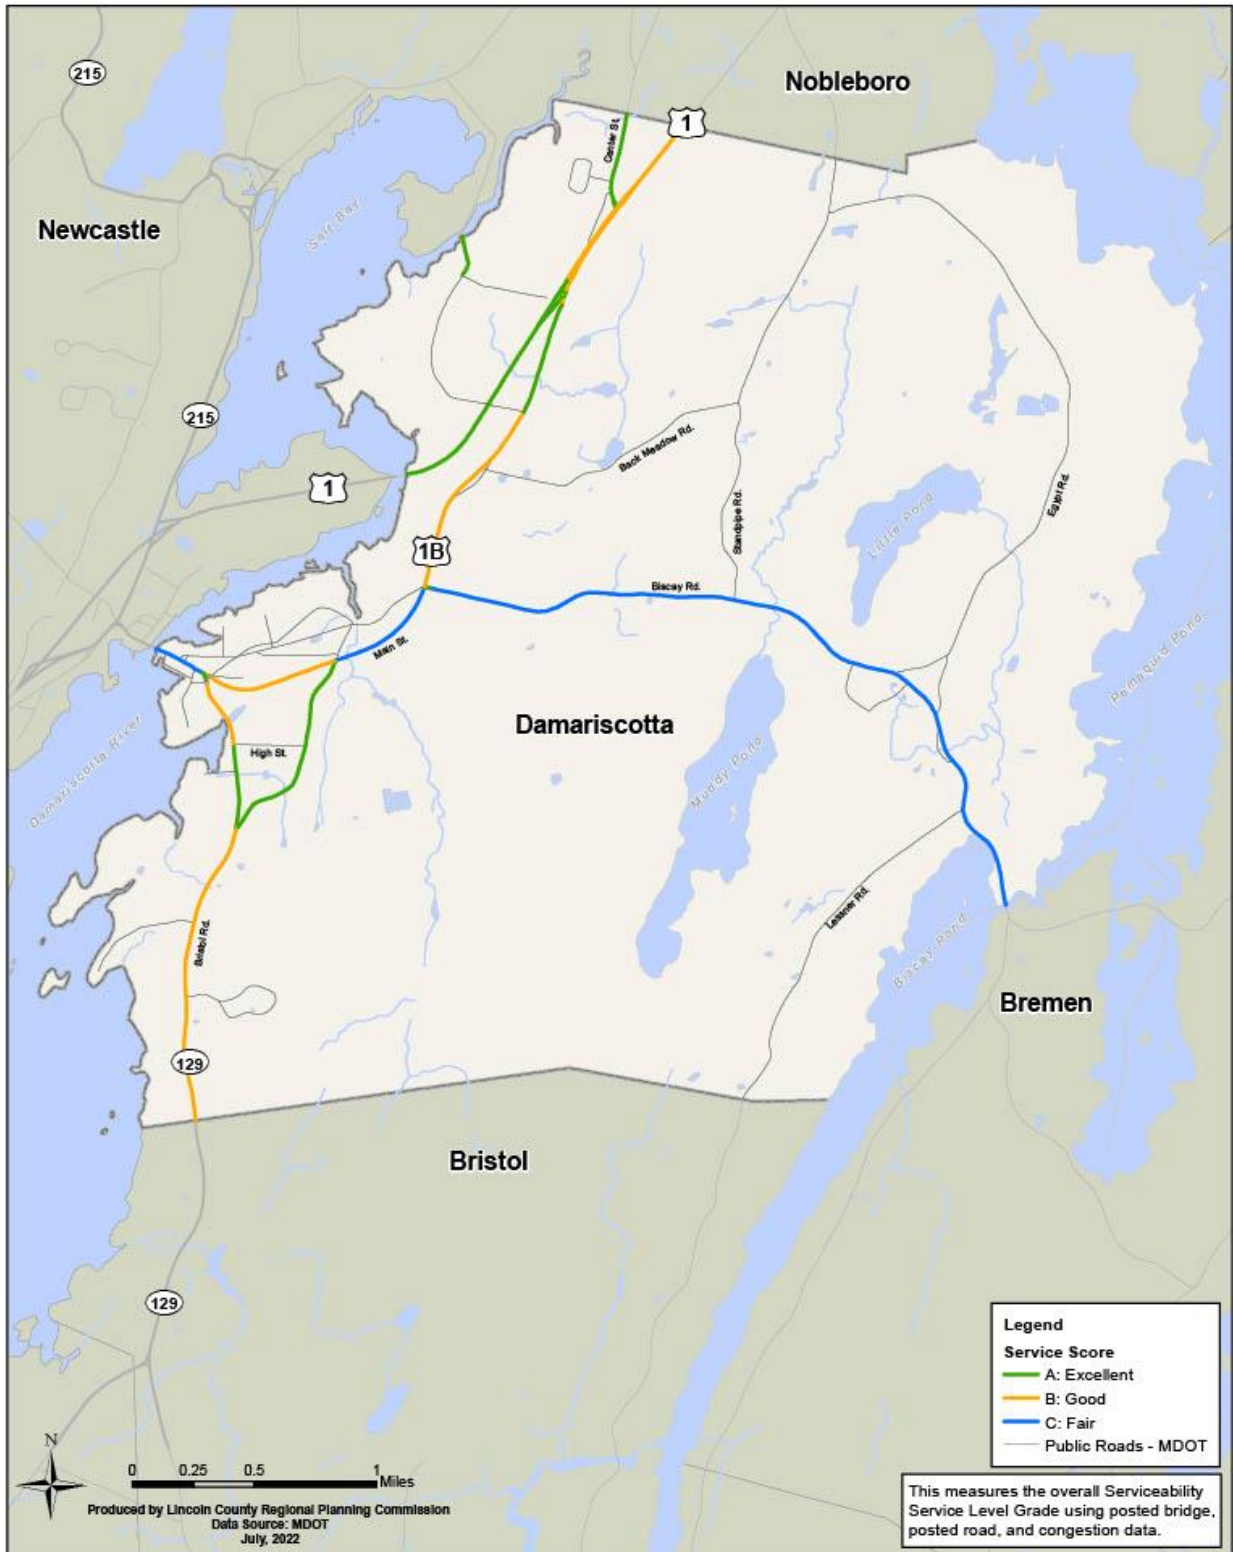 215
Nobleboro
1
Center St.
Newcastle
Salt Bay
215
Back Meadow Rd.
1
Standpipe Rd.
Egypt Rd.
Little Pond
1B
Biscay Rd.
Main St.
Pemaquid Pond
Damariscotta
Damariscotta River
High St.
Muddy Pond
Lessner Rd.
Bristol Rd.
Biscay Pond
Bremen
129
Bristol
129
Legend
Service Score
A: Excellent
B: Good
C: Fair
Public Roads - MDOT
N
0 0.25 0.5 1
Miles
Produced by Lincoln County Regional Planning Commission
Data Source: MDOT
July, 2022
This measures the overall Serviceability
Service Level Grade using posted bridge,
posted road, and congestion data.